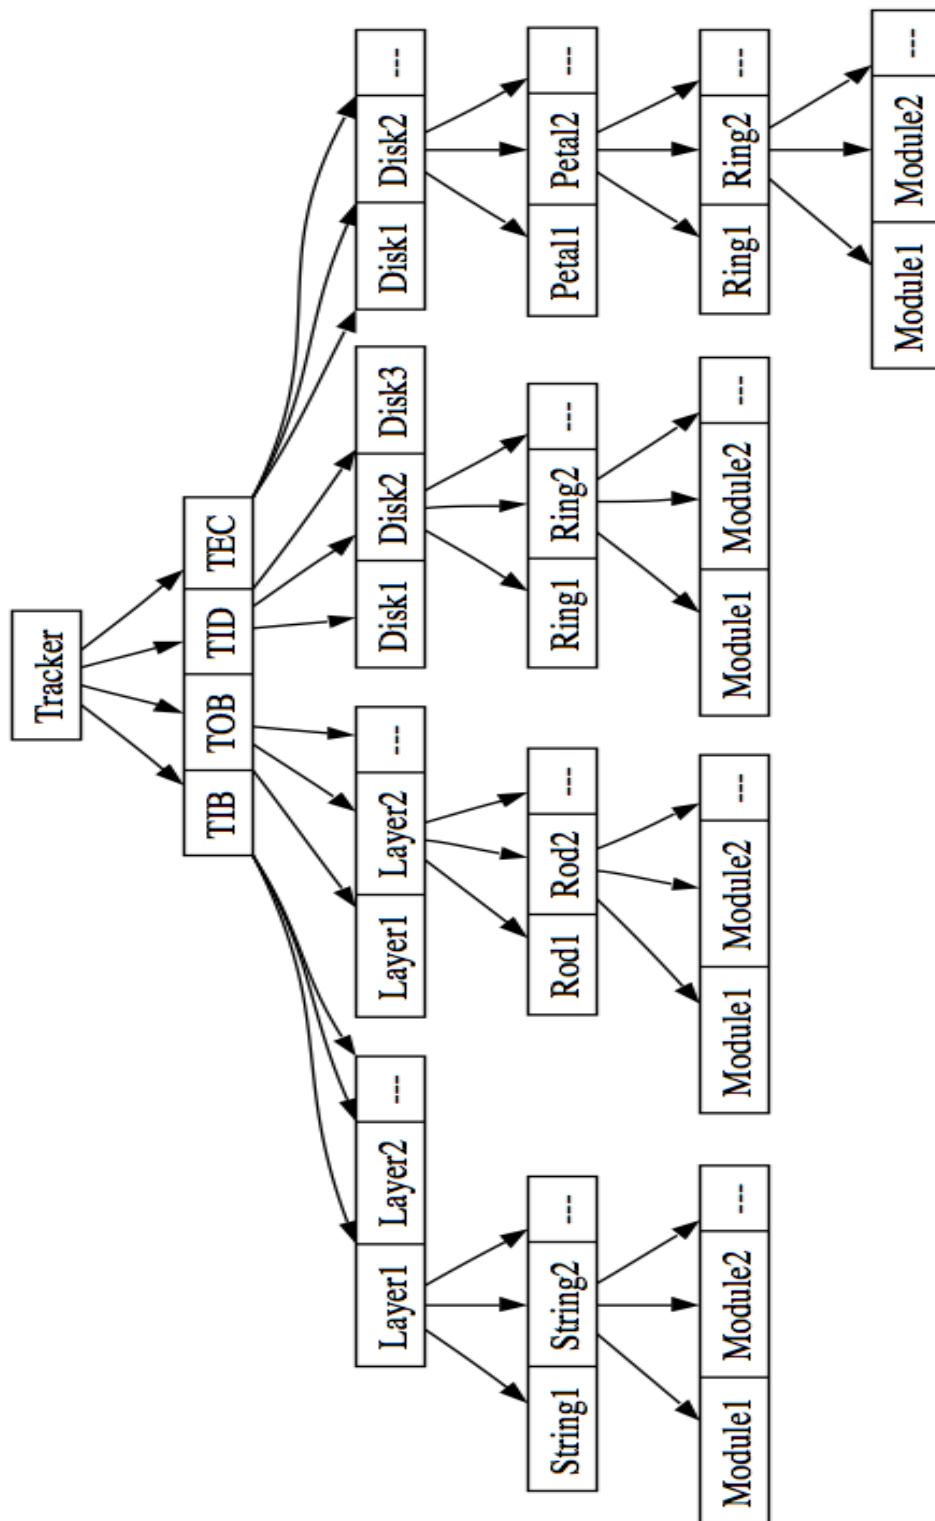 Tracker
TIB TOB TID TEC
Layer1 Layer2 ---
Layer1 Layer2 ---
Disk1 Disk2 Disk3
Disk1 Disk2 ---
String1 String2 ---
Rod1 Rod2 ---
Ring1 Ring2 ---
Petal1 Petal2 ---
Module1 Module2 ---
Module1 Module2 ---
Module1 Module2 ---
Ring1 Ring2 ---
Module1 Module2 ---